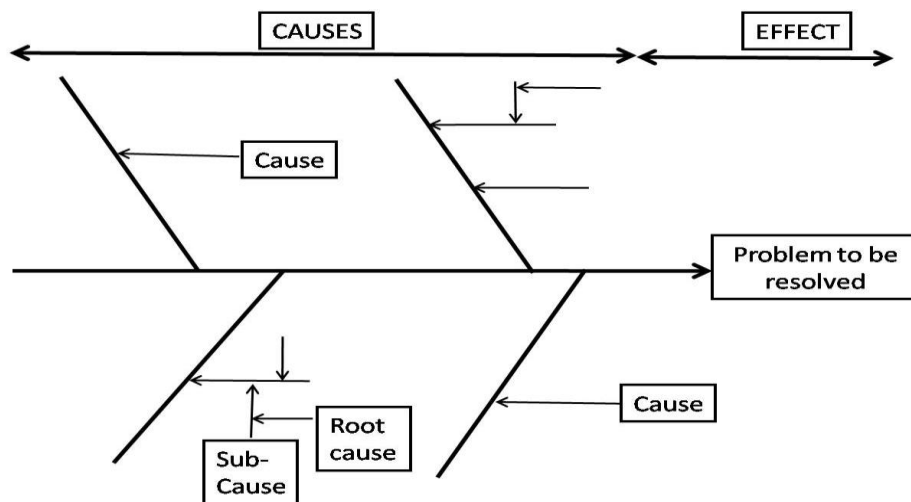 CAUSES
EFFECT
Cause
Problem to be
resolved
Cause
Root
cause
Sub-
Cause